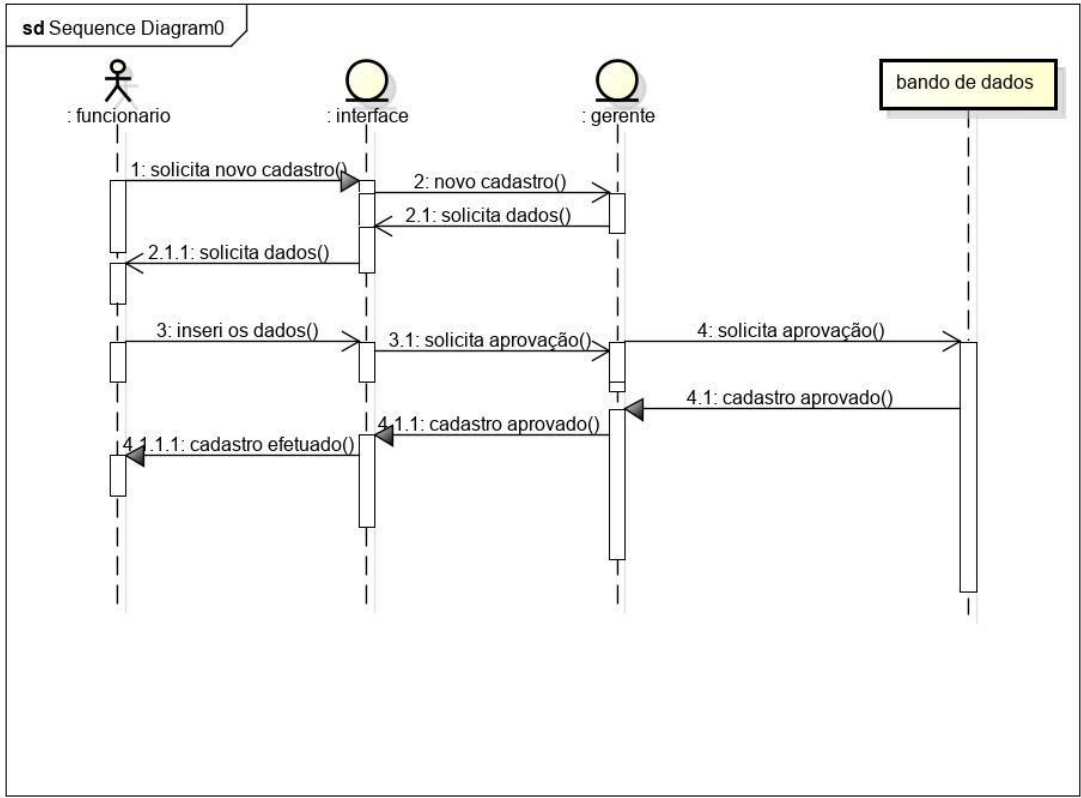 sd Sequence Diagram0
: funcionario
: interface
: gerente
bando de dados
1: solicita novo cadastro()
2: novo cadastro()
2.1: solicita dados()
2.1.1: solicita dados()
3: inseri os dados()
3.1: solicita aprovação()
4: solicita aprovação()
4.1: cadastro aprovado()
4.1.1: cadastro aprovado()
4.1.1.1: cadastro efetuado()